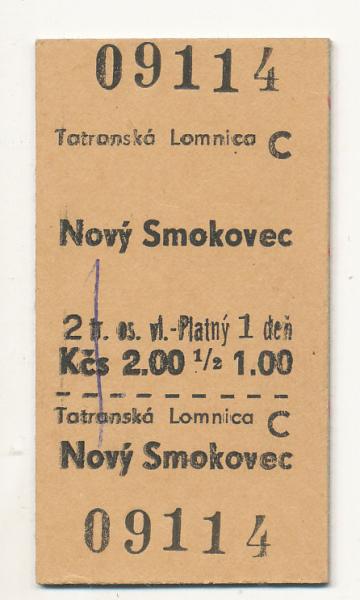 09114
Tatranská Lomnica C
Nový Smokovec
2 tr. os. vl.-Platný 1 deň
Kčs 2.00 ½ 1.00
Tatranská Lomnica C
Nový Smokovec
09114